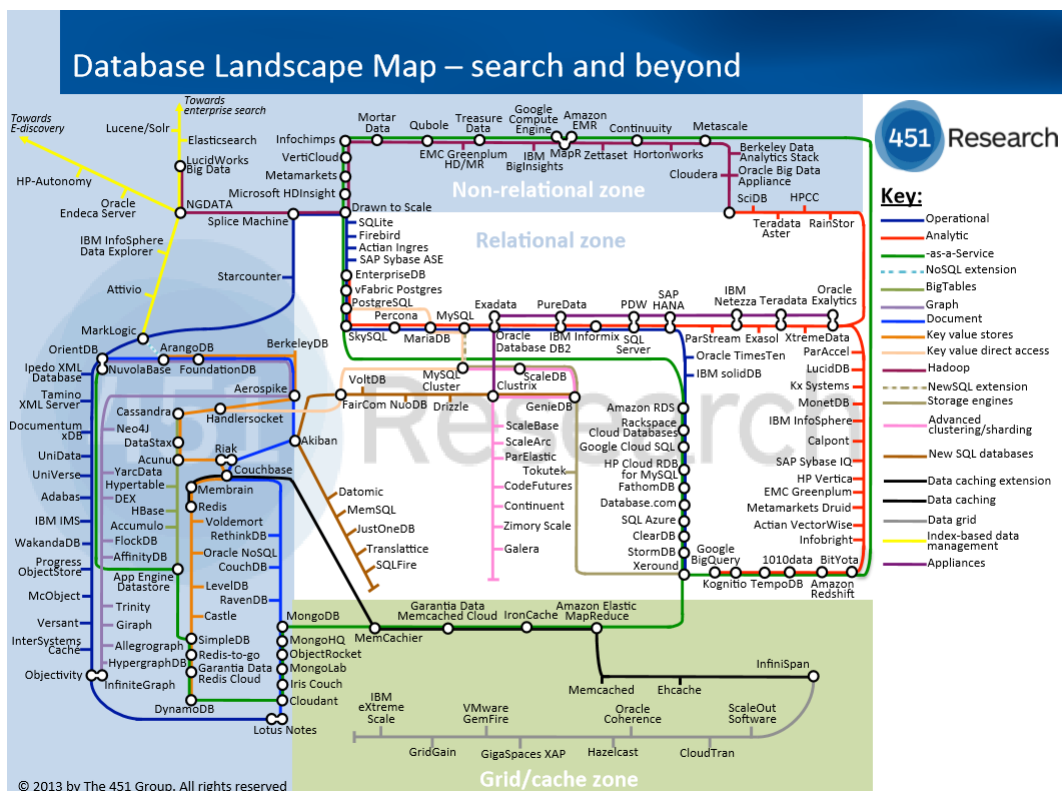 Database Landscape Map – search and beyond
Towards
E-discovery
Towards
enterprise search
Lucene/Solr
Elasticsearch
LucidWorks
Big Data
HP-Autonomy
Oracle
Endeca Server
NGDATA
IBM InfoSphere
Data Explorer
Attivio
MarkLogic
Splice Machine
Starcounter
Infochimps
VertiCloud
Metamarkets
Microsoft HDInsight
Drawn to Scale
Mortar
Data
Qubole
Treasure
Data
Google
Compute
Engine
Amazon
EMR
Continuuity
Metascale
EMC Greenplum
HD/MR
IBM
BigInsights
MapR
Zettaset
Hortonworks
Cloudera
Berkeley Data
Analytics Stack
Oracle Big Data
Appliance
Non-relational zone
SciDB
HPCC
Teradata
Aster
RainStor
Relational zone
SQLite
Firebird
Actian Ingres
SAP Sybase ASE
EnterpriseDB
vFabric Postgres
PostgreSQL
Percona
MySQL
SkySQL
MariaDB
Exadata
PureData
PDW
SAP
HANA
IBM
Netezza
Teradata
Oracle
Exalytics
Oracle
Database
IBM
DB2
Informix
SQL
Server
ParStream
Exasol
XtremeData
Oracle TimesTen
IBM solidDB
ParAccel
LucidDB
Kx Systems
MonetDB
IBM InfoSphere
Calpont
SAP Sybase IQ
HP Vertica
EMC Greenplum
Metamarkets Druid
Actian VectorWise
Infobright
OrientDB
ArangoDB
NuvolaBase
FoundationDB
BerkeleyDB
Aerospike
Ipedo XML
Database
Tamino
XML Server
Documentum
xDB
UniData
UniVerse
Adabas
IBM IMS
WakandaDB
Progress
ObjectStore
McObject
Versant
InterSystems
Cache
Objectivity
Cassandra
Handlersocket
Neo4J
DataStax
Acunu
Riak
Couchbase
Akiban
YarcData
Hypertable
DEX
HBase
Accumulo
FlockDB
AffinityDB
App Engine
Datastore
Trinity
Giraph
Allegrograph
HypergraphDB
InfiniteGraph
Membrain
Redis
Voldemort
RethinkDB
Oracle NoSQL
CouchDB
LevelDB
RavenDB
Castle
SimpleDB
Redis-to-go
Garantia Data
Redis Cloud
DynamoDB
MongoDB
MongoHQ
ObjectRocket
MongoLab
Iris Couch
Cloudant
Lotus Notes
VoltDB
MySQL
Cluster
Hadoop
ScaleDB
Clustrix
FairCom
NuoDB
Drizzle
GenieDB
ScaleBase
ScaleArc
ParElastic
Tokutek
CodeFutures
Continuent
Zimory Scale
Galera
Datomic
MemSQL
JustOneDB
Translattice
SQLFire
Amazon RDS
Rackspace
Cloud Databases
Google Cloud SQL
HP Cloud RDB
for MySQL
FathomDB
Database.com
SQL Azure
ClearDB
StormDB
Xeround
Google
BigQuery
1010data
BitYota
Kognitio
TempoDB
Amazon
Redshift
MemCachier
Garantia Data
Memcached Cloud
IronCache
Amazon Elastic
MapReduce
Memcached
Ehcache
InfiniSpan
IBM
eXtreme
Scale
VMware
GemFire
Oracle
Coherence
ScaleOut
Software
GridGain
GigaSpaces XAP
Hazelcast
CloudTran
Grid/cache zone
451 Research
451 Research
Key:
Operational
Analytic
-as-a-Service
NoSQL extension
BigTables
Graph
Document
Key value stores
Key value direct access
Hadoop
NewSQL extension
Storage engines
Advanced
clustering/sharding
New SQL databases
Data caching extension
Data caching
Data grid
Index-based data
management
Appliances
© 2013 by The 451 Group. All rights reserved